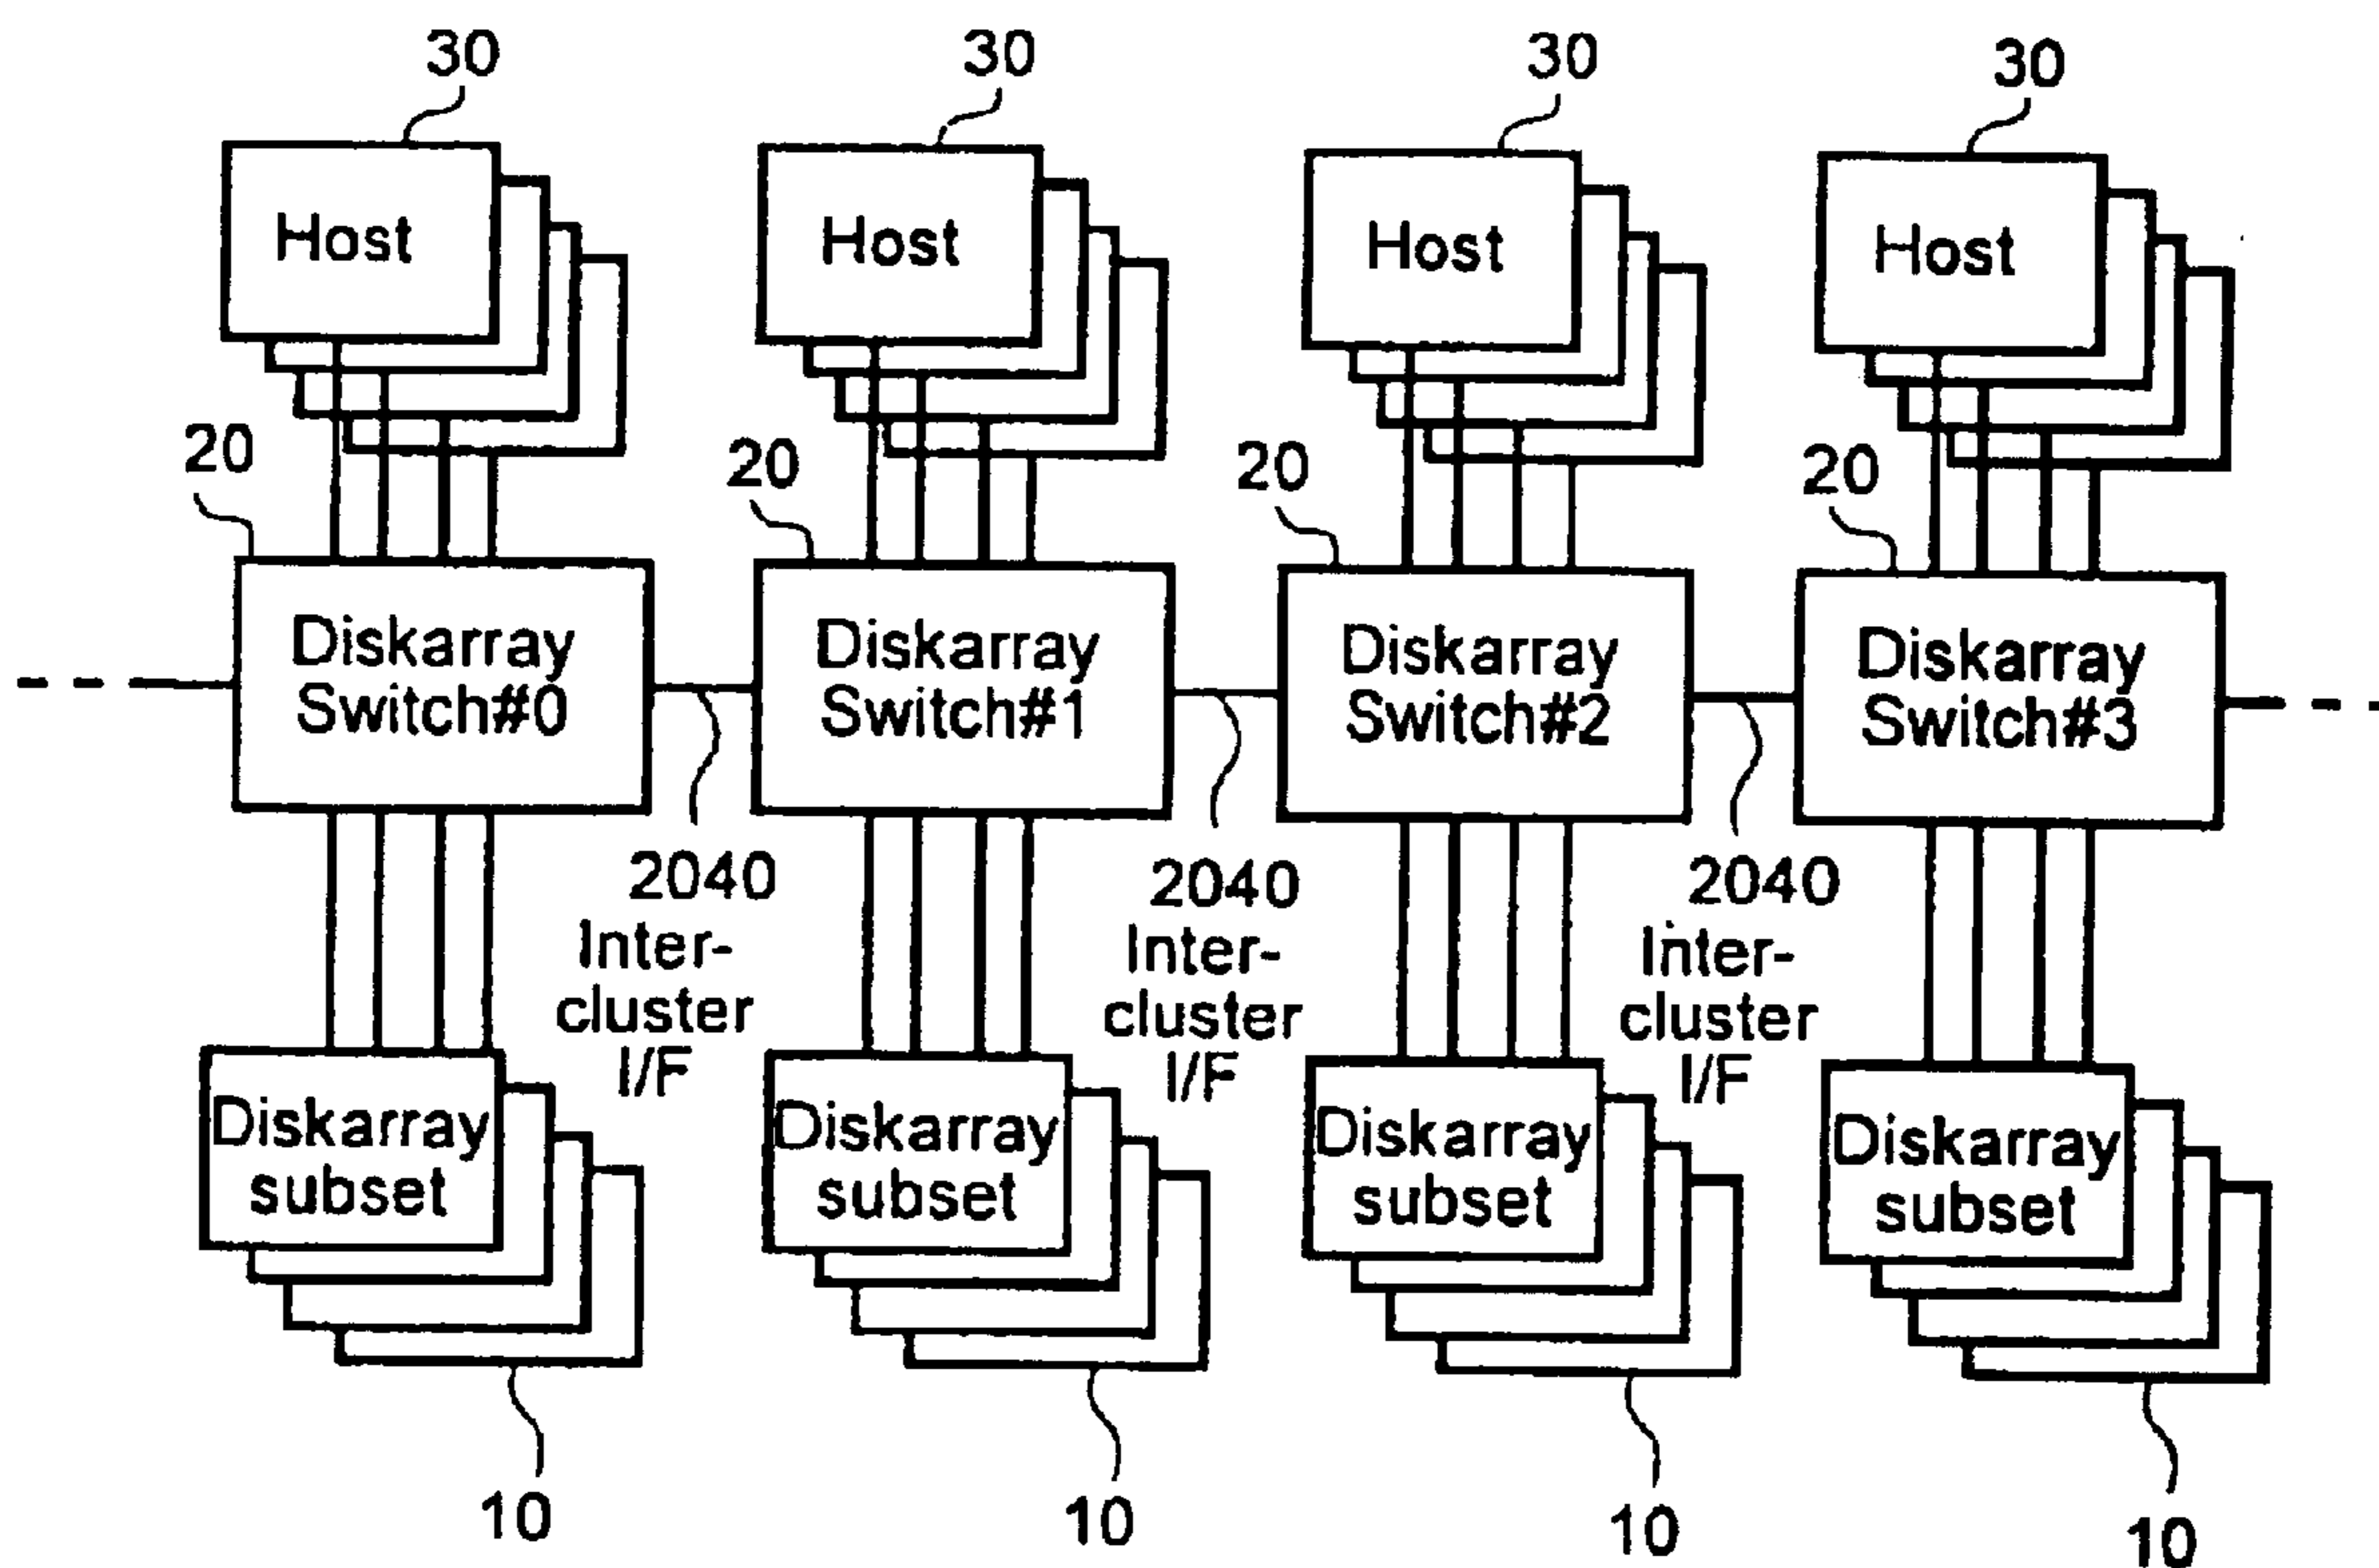 30 30 30 30
Host Host Host Host
20 20 20 20
Diskarray
Switch#0
Diskarray
Switch#1
Diskarray
Switch#2
Diskarray
Switch#3
2040
Inter-
cluster
I/F
2040
Inter-
cluster
I/F
2040
Inter-
cluster
I/F
Diskarray
subset
Diskarray
subset
Diskarray
subset
Diskarray
subset
10 10 10 10